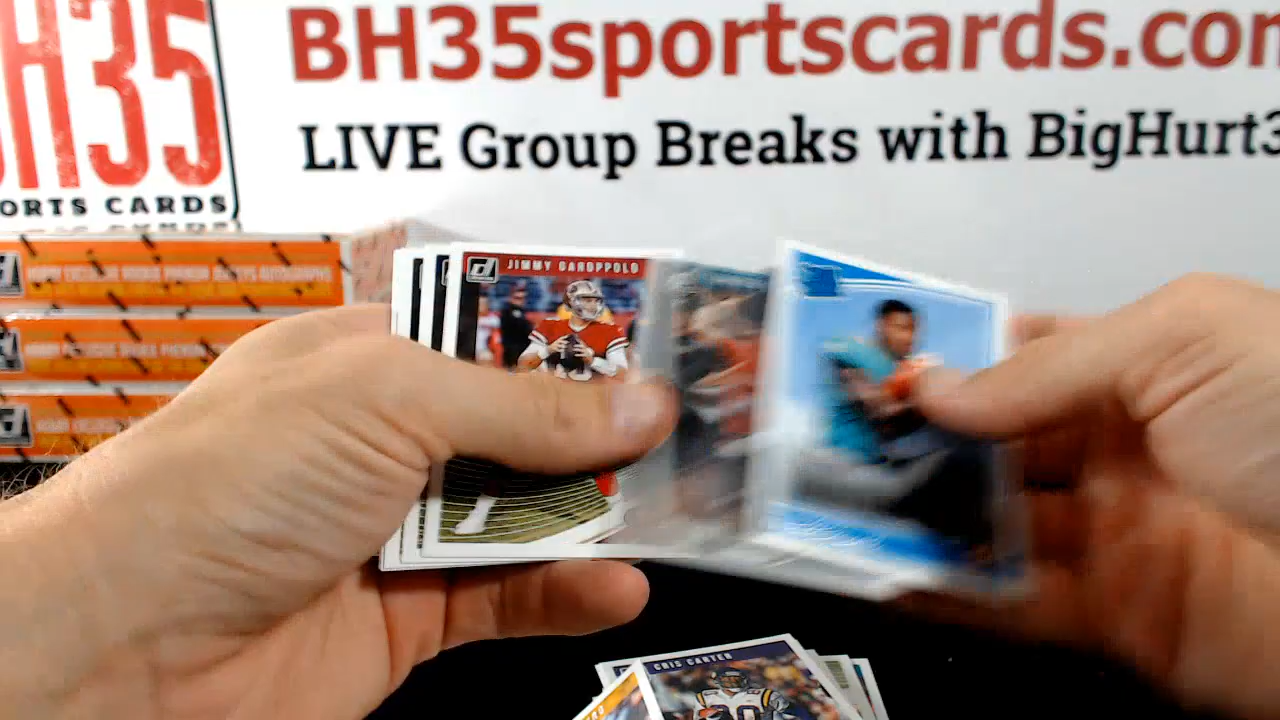 BH35sportscards.com
LIVE Group Breaks with BigHurt3
H35
ORTS CARDS
JIMMY GAROPPOLO
CRIS CARTER